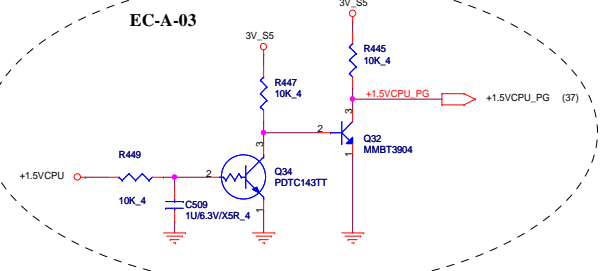 EC-A-03
3V_S5
3V_S5
R447
10K_4
R445
10K_4
+1.5VCPU_PG
+1.5VCPU_PG (37)
3
2
Q32
MMBT3904
1
R449
10K_4
+1.5VCPU
3
2
Q34
PDTC143TT
1
C509
1U/6.3V/X5R_4